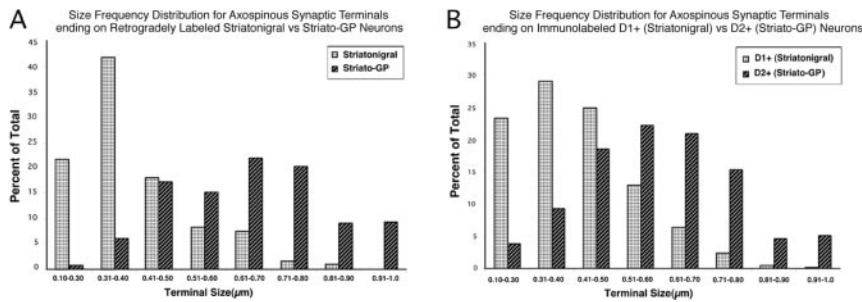 A
Size Frequency Distribution for Axospinous Synaptic Terminals
ending on Retrogradely Labeled Striatonigral vs Striato-GP Neurons
Percent of Total
45
40
35
30
25
20
15
10
5
0
Striatonigral
Striato-GP
0.10-0.30 0.31-0.40 0.41-0.50 0.51-0.60 0.61-0.70 0.71-0.80 0.81-0.90 0.91-1.0
Terminal Size(µm)
B
Size Frequency Distribution for Axospinous Synaptic Terminals
ending on Immunolabeled D1+ (Striatonigral) vs D2+ (Striato-GP) Neurons
Percent of Total
35
30
25
20
15
10
5
0
D1+ (Striatonigral)
D2+ (Striato-GP)
0.10-0.30 0.31-0.40 0.41-0.50 0.51-0.60 0.61-0.70 0.71-0.80 0.81-0.90 0.91-1.0
Terminal Size(µm)